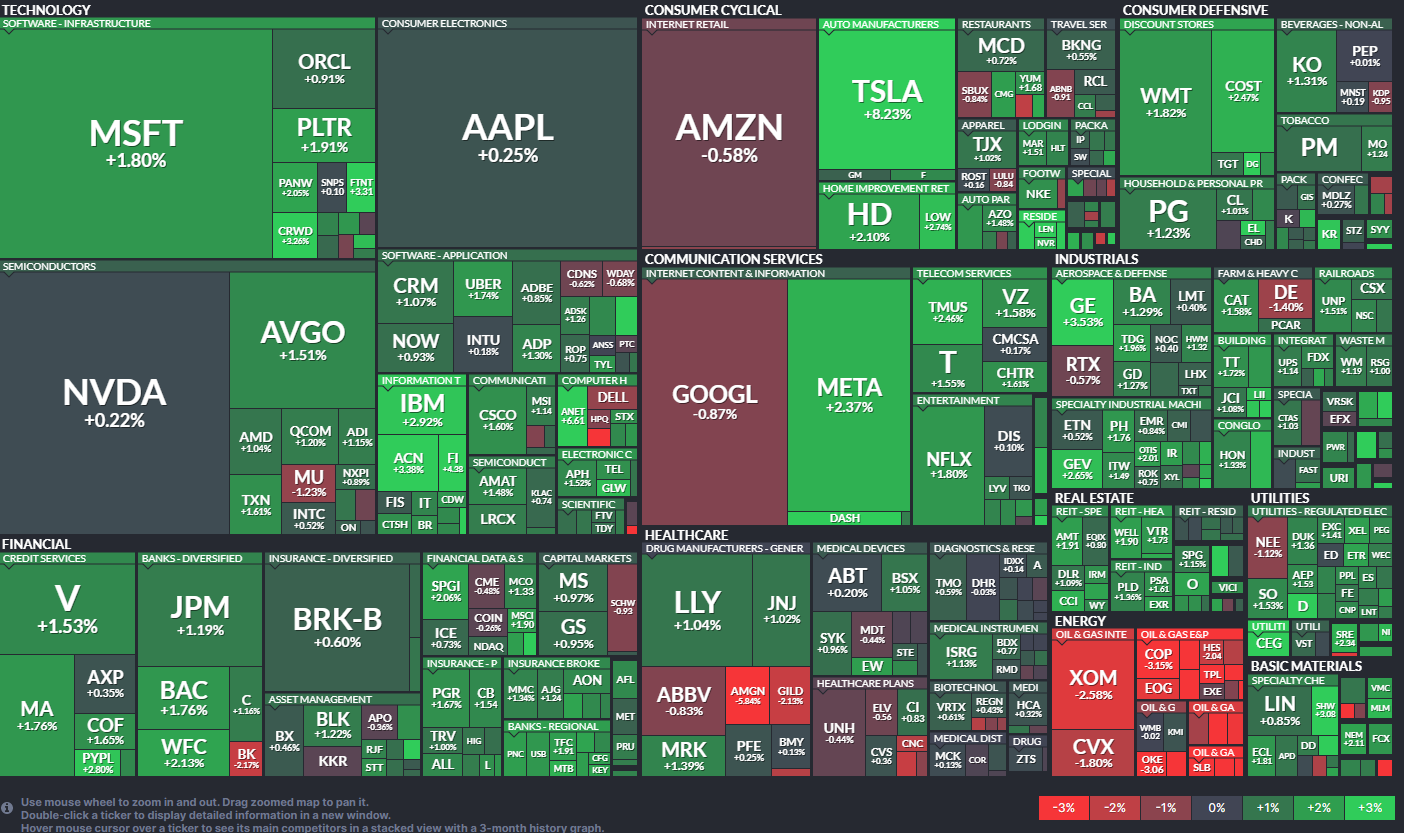 TECHNOLOGY
SOFTWARE - INFRASTRUCTURE
MSFT
+1.80%
ORCL
+0.91%
PLTR
+1.91%
PANW
+2.05%
SNPS
+0.10
FTNT
+3.31
CRWD
+3.26%
CONSUMER ELECTRONICS
AAPL
+0.25%
SEMICONDUCTORS
NVDA
+0.22%
AVGO
+1.51%
AMD
+1.04%
QCOM
+1.20%
ADI
+1.15%
TXN
+1.61%
MU
-1.23%
NXPI
+0.89%
INTC
+0.52%
ON
SOFTWARE - APPLICATION
CRM
+1.07%
UBER
+1.74%
ADBE
+0.85%
CDNS
-0.62%
WDAY
-0.68%
NOW
+0.93%
INTU
+0.18%
ADP
+1.30%
ADSK
+1.26
ROP
+0.75
ANSS
PTC
TYL
INFORMATION T
IBM
+2.92%
ACN
+3.38%
FI
+4.38
FIS
IT
CDW
CTSH
BR
COMMUNICATI
CSCO
+1.60%
MSI
+1.14
COMPUTER H
ANET
+6.61
DELL
HPQ
STX
SEMICONDUCT
AMAT
+1.48%
KLAC
+0.74
LRCX
ELECTRONIC C
APH
+1.52%
TEL
GLW
SCIENTIFIC
FTV
TDY
CONSUMER CYCLICAL
INTERNET RETAIL
AMZN
-0.58%
AUTO MANUFACTURERS
TSLA
+8.23%
GM
F
HOME IMPROVEMENT RET
HD
+2.10%
LOW
+2.74%
RESTAURANTS
MCD
+0.72%
SBUX
-0.84%
CMG
YUM
+1.68
TRAVEL SER
BKNG
+0.55%
ABNB
-0.91
RCL
CCL
APPAREL
TJX
+1.02%
ROST
+0.16
LULU
-0.84
LODGIN
MAR
+1.51
HLT
PACKA
IP
SW
FOOTW
NKE
SPECIAL
AUTO PAR
AZO
+1.48%
RESIDE
LEN
NVR
CONSUMER DEFENSIVE
DISCOUNT STORES
WMT
+1.82%
COST
+2.47%
TGT
DG
BEVERAGES - NON-AL
KO
+1.31%
PEP
+0.01%
MNST
+0.19
KDP
-0.95
TOBACCO
PM
MO
+1.24
HOUSEHOLD & PERSONAL PR
PG
+1.23%
CL
+1.01%
EL
CHD
PACK
GIS
K
CONFEC
MDLZ
+0.27%
KR
STZ
SYY
COMMUNICATION SERVICES
INTERNET CONTENT & INFORMATION
GOOGL
-0.87%
META
+2.37%
DASH
TELECOM SERVICES
TMUS
+2.46%
VZ
+1.58%
T
+1.55%
CMCSA
+0.17%
CHTR
+1.61%
ENTERTAINMENT
NFLX
+1.80%
DIS
+0.10%
LYV
TKO
INDUSTRIALS
AEROSPACE & DEFENSE
GE
+3.53%
BA
+1.29%
LMT
+0.40%
RTX
-0.57%
TDG
+1.96%
NOC
+0.40
HWM
+1.32
GD
+1.27%
LHX
TXT
FARM & HEAVY C
CAT
+1.58%
DE
-1.40%
PCAR
RAILROADS
UNP
+1.51%
CSX
NSC
BUILDING
TT
+1.72%
JCI
+1.08%
LII
INTEGRAT
UPS
+1.14
FDX
WASTE M
WM
+1.19
RSG
+1.00
SPECIALTY INDUSTRIAL MACHI
ETN
+0.52%
PH
+1.76
EMR
+0.84%
CMI
GEV
+2.65%
ITW
+1.49
OTIS
+2.01
IR
ROK
+0.75
XYL
CONGLO
HON
+1.33%
SPECIA
CTAS
+1.03
VRSK
EFX
INDUST
FAST
PWR
URI
FINANCIAL
CREDIT SERVICES
V
+1.53%
MA
+1.76%
AXP
+0.35%
COF
+1.65%
PYPL
+2.80%
BANKS - DIVERSIFIED
JPM
+1.19%
BAC
+1.76%
C
+1.16%
WFC
+2.13%
BK
-2.17%
INSURANCE - DIVERSIFIED
BRK-B
+0.60%
ASSET MANAGEMENT
BX
+0.46%
BLK
+1.22%
APO
-0.36%
KKR
RJF
STT
FINANCIAL DATA & S
SPGI
+2.06%
CME
-0.48%
MCO
+1.33
ICE
+0.73%
COIN
-0.26%
MSCI
+1.90
NDAQ
CAPITAL MARKETS
MS
+0.97%
SCHW
-0.93
GS
+0.95%
INSURANCE - P
PGR
+1.67%
CB
+1.54
TRV
+1.00%
HIG
ALL
L
INSURANCE BROKE
MMC
+1.34%
AJG
+1.24
AON
BANKS - REGIONAL
PNC
USB
TFC
+1.91
MTB
CFG
KEY
AFL
MET
PRU
HEALTHCARE
DRUG MANUFACTURERS - GENER
LLY
+1.04%
JNJ
+1.02%
ABBV
-0.83%
AMGN
-5.84%
GILD
-2.13%
MRK
+1.39%
PFE
+0.25%
BMY
+0.13%
MEDICAL DEVICES
ABT
+0.20%
BSX
+1.05%
SYK
+0.96%
MDT
-0.44%
STE
EW
HEALTHCARE PLANS
UNH
-0.44%
ELV
-0.56
CI
+0.83
CVS
+0.36
CNC
DIAGNOSTICS & RESE
TMO
+0.59%
DHR
-0.03%
IDXX
+0.14
A
MEDICAL INSTRUMEN
ISRG
+1.13%
BDX
+0.77
RMD
BIOTECHNOL
VRTX
+0.61%
REGN
+0.43%
MEDI
HCA
+0.32%
MEDICAL DIST
MCK
+0.13%
COR
DRUG
ZTS
REAL ESTATE
REIT - SPE
AMT
+1.91
EQIX
+0.80
DLR
+1.09%
IRM
CCI
WY
REIT - HEA
WELL
+1.90
VTR
+1.73
REIT - RESID
REIT - IND
PLD
+1.36%
PSA
+1.61
EXR
SPG
+1.15%
O
VICI
UTILITIES
UTILITIES - REGULATED ELEC
NEE
-1.12%
DUK
+1.36
EXC
+1.41
XEL
PEG
ED
ETR
WEC
SO
+1.53%
AEP
+1.53
PPL
ES
D
FE
CNP
LNT
UTILITI
CEG
UTILI
VST
SRE
+2.34
NI
ENERGY
OIL & GAS INTE
XOM
-2.58%
CVX
-1.80%
OIL & GAS E&P
COP
-3.15%
HES
-2.04
EOG
TPL
EXE
OIL & G
WMB
-0.02
KMI
OKE
-3.06
OIL & GA
OIL & GA
SLB
BASIC MATERIALS
SPECIALTY CHE
LIN
+0.85%
SHW
+3.08
ECL
+1.81
APD
DD
VMC
MLM
NEM
+2.11
FCX
Use mouse wheel to zoom in and out. Drag zoomed map to pan it.
Double-click a ticker to display detailed information in a new window.
Hover mouse cursor over a ticker to see its main competitors in a stacked view with a 3-month history graph.
-3%
-2%
-1%
0%
+1%
+2%
+3%